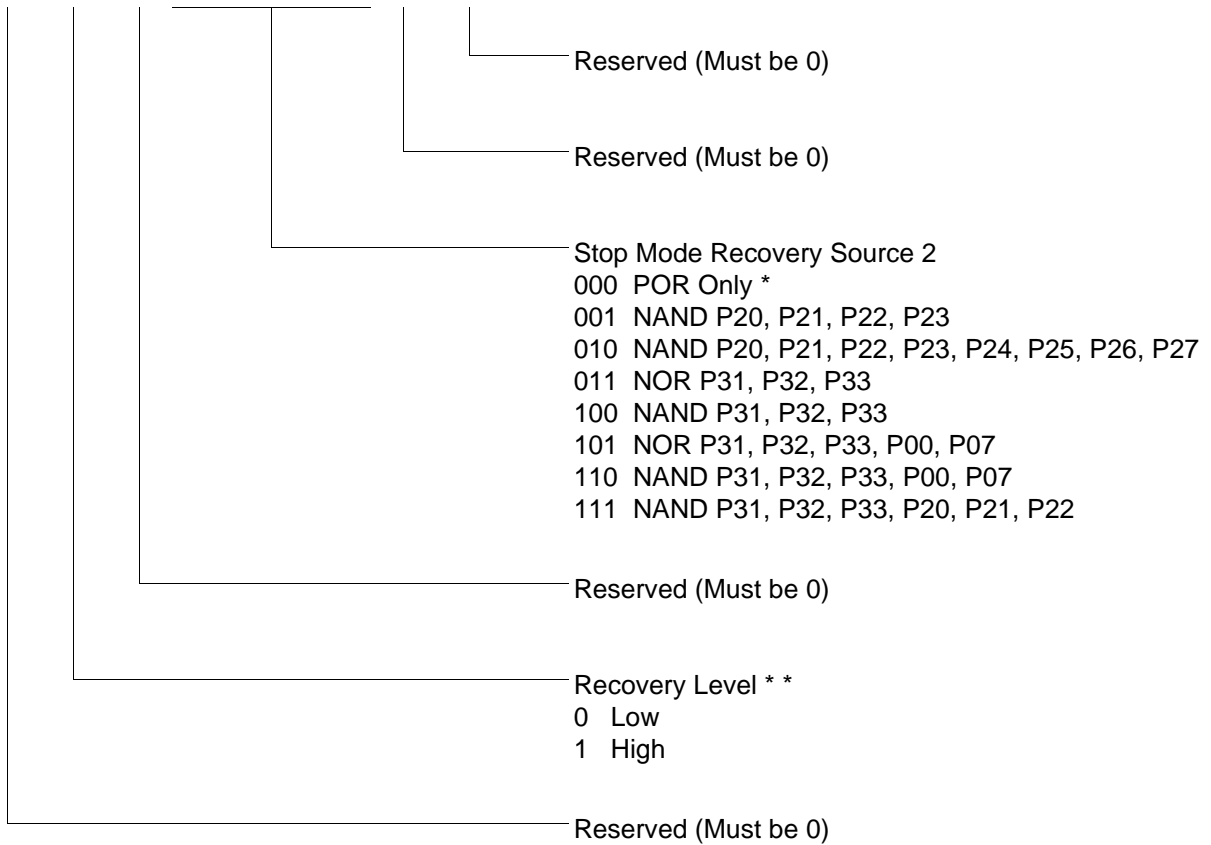 Reserved (Must be 0)
Reserved (Must be 0)
Stop Mode Recovery Source 2
000 POR Only *
001 NAND P20, P21, P22, P23
010 NAND P20, P21, P22, P23, P24, P25, P26, P27
011 NOR P31, P32, P33
100 NAND P31, P32, P33
101 NOR P31, P32, P33, P00, P07
110 NAND P31, P32, P33, P00, P07
111 NAND P31, P32, P33, P20, P21, P22
Reserved (Must be 0)
Recovery Level * *
0 Low
1 High
Reserved (Must be 0)